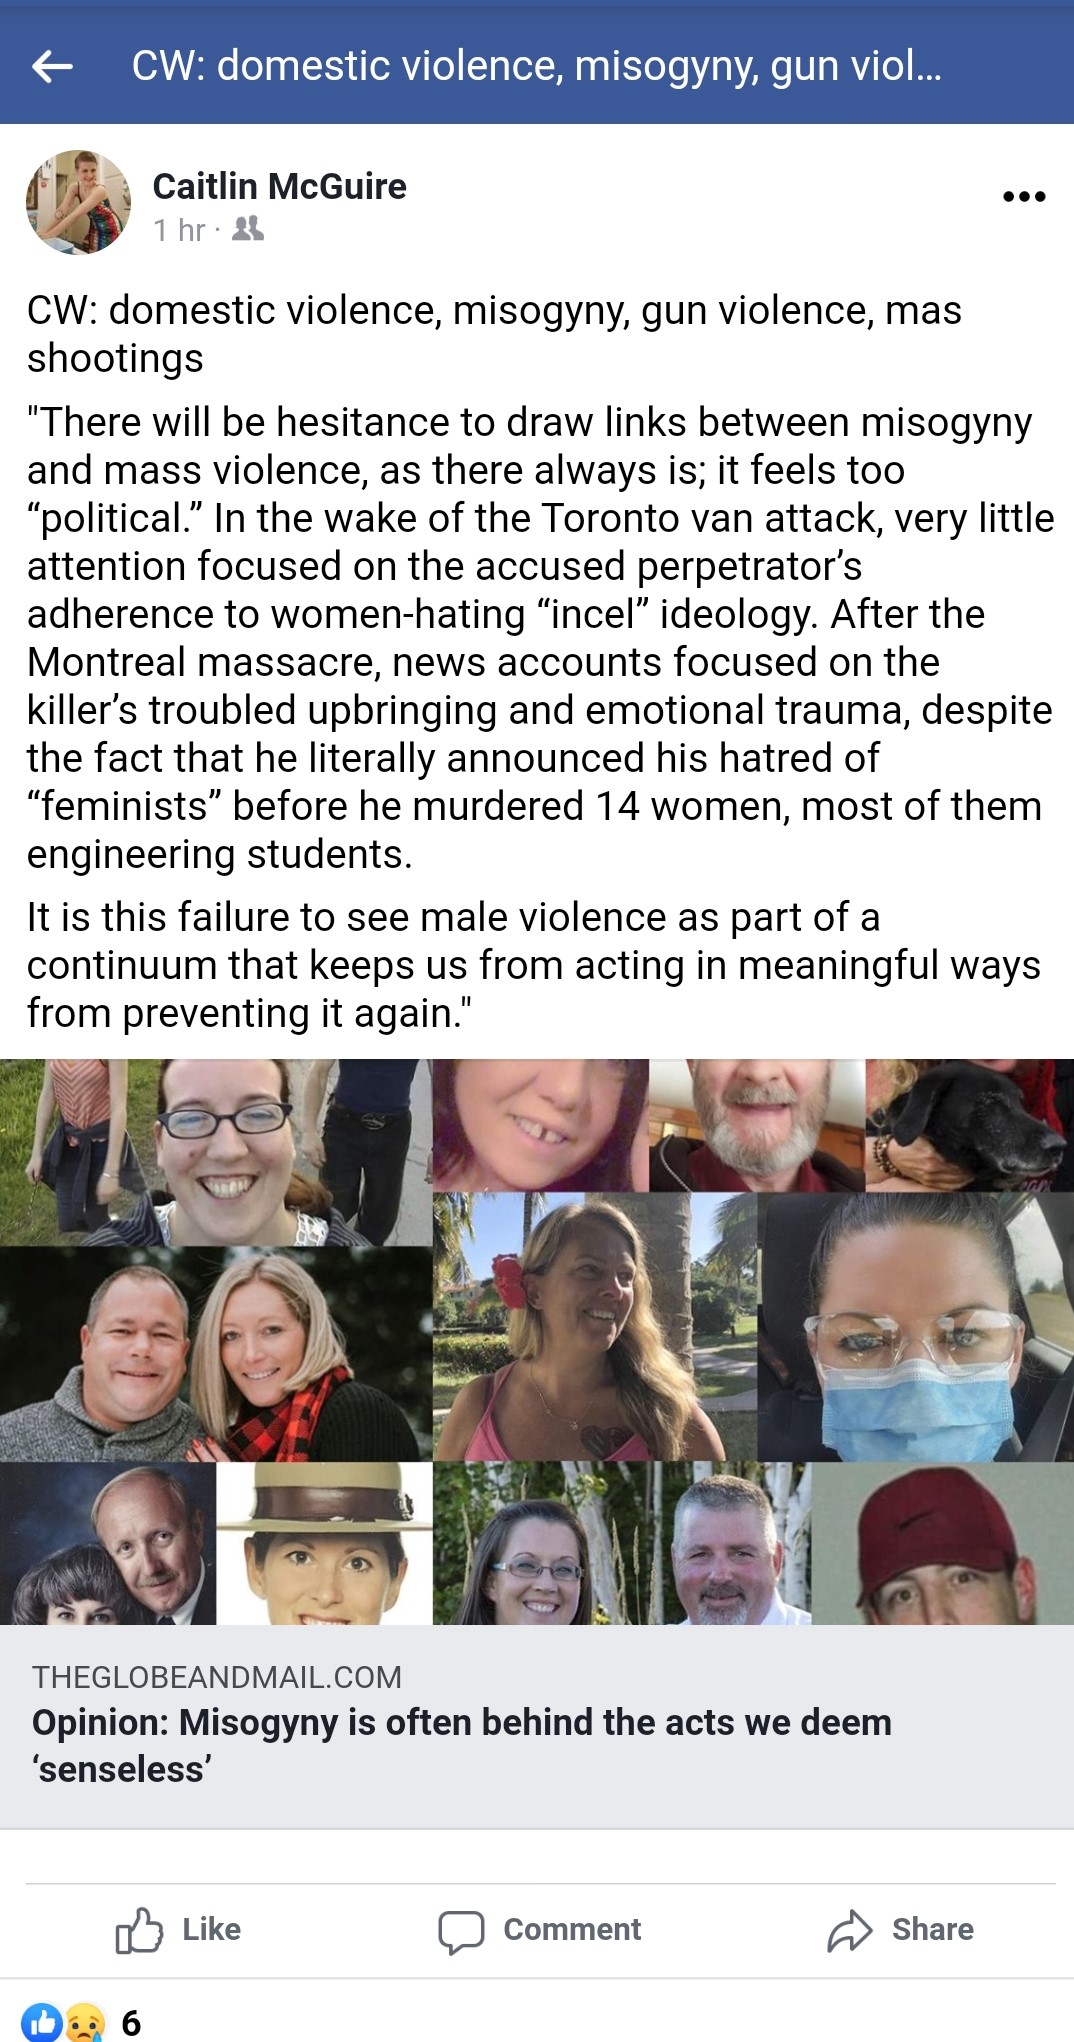 CW: domestic violence, misogyny, gun viol...
Caitlin McGuire
1 hr ·
CW: domestic violence, misogyny, gun violence, mas
shootings
"There will be hesitance to draw links between misogyny
and mass violence, as there always is; it feels too
“political.” In the wake of the Toronto van attack, very little
attention focused on the accused perpetrator’s
adherence to women-hating “incel” ideology. After the
Montreal massacre, news accounts focused on the
killer’s troubled upbringing and emotional trauma, despite
the fact that he literally announced his hatred of
“feminists” before he murdered 14 women, most of them
engineering students.
It is this failure to see male violence as part of a
continuum that keeps us from acting in meaningful ways
from preventing it again."
THEGLOBEANDMAIL.COM
Opinion: Misogyny is often behind the acts we deem
‘senseless’
Like
Comment
Share
6